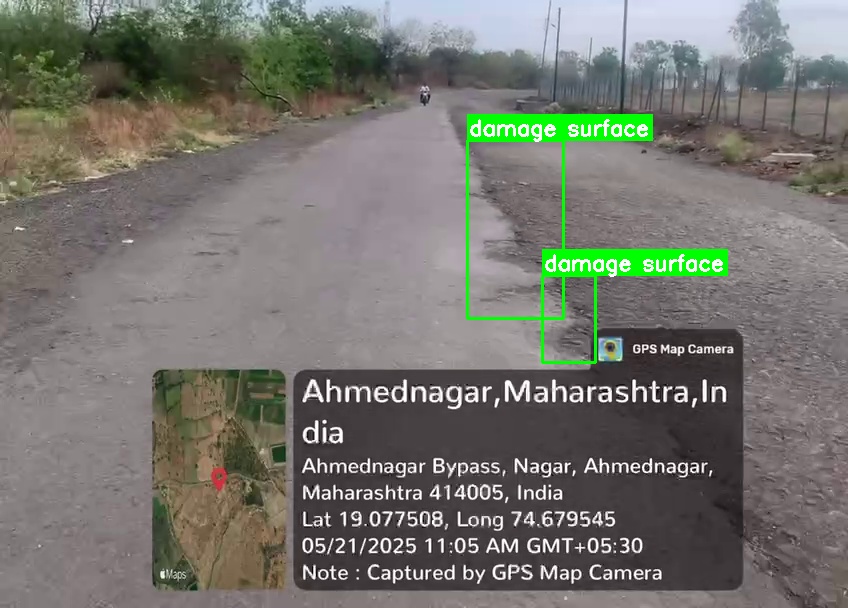 damage surface
damage surface
GPS Map Camera
Ahmednagar,Maharashtra,In
dia
Ahmednagar Bypass, Nagar, Ahmednagar,
Maharashtra 414005, India
Lat 19.077508, Long 74.679545
05/21/2025 11:05 AM GMT+05:30
Note : Captured by GPS Map Camera
Maps